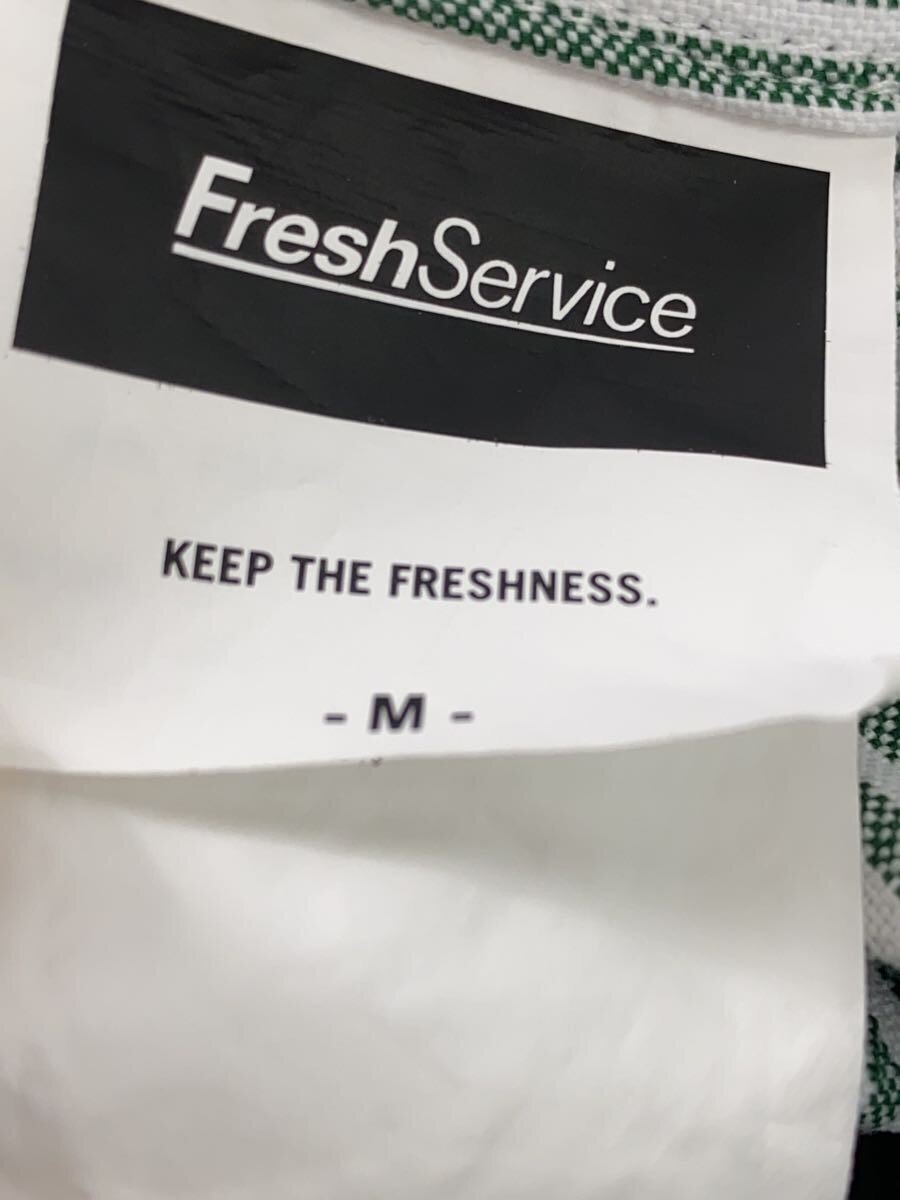 FreshService
KEEP THE FRESHNESS.
- M -